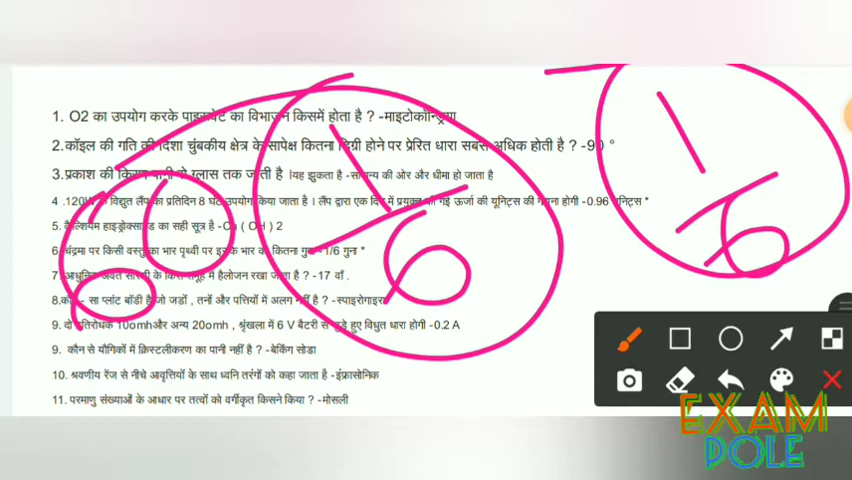 1. O2 का उपयोग करके पाइरूवेट का विभाजन किसमें होता है ? -माइटोकॉन्ड्रिया
2.कॉइल की गति की दिशा चुंबकीय क्षेत्र के सापेक्ष कितना डिग्री होने पर प्रेरित धारा सबसे अधिक होती है ? -90 °
3.प्रकाश की किरण पानी से ग्लास तक जाती है ।यह झुकता है -सामान्य की ओर और धीमा हो जाता है
4 .120W के विद्युत लैंप का प्रतिदिन 8 घंटे उपयोग किया जाता है । लैंप द्वारा एक दिन में प्रयुक्त की गई ऊर्जा की यूनिट्स की गणना होगी -0.96 यूनिट्स *
5. कैल्शियम हाइड्रोक्साइड का सही सूत्र है -Ca ( OH ) 2
6. चंद्रमा पर किसी वस्तु का भार पृथ्वी पर इसके भार का कितना गुना -1/6 गुना *
7. आधुनिक आवर्त सारणी के किस समूह में हैलोजन रखा जाता है ? -17 वाँ .
8.कौन - सा प्लांट बॉडी है जो जडों , तनों और पत्तियों में अलग नहीं है ? -स्पाइरोगाइरा
9. दो प्रतिरोधक 10omhऔर अन्य 20omh , श्रृंखला में 6 V बैटरी से जुड़े हुए विधुत धारा होगी -0.2 A
9. कौन से यौगिकों में क्रिस्टलीकरण का पानी नहीं है ? -बेकिंग सोडा
10. श्रवणीय रेंज से नीचे आवृत्तियों के साथ ध्वनि तरंगों को कहा जाता है -इंफ्रासोनिक
11. परमाणु संख्याओं के आधार पर तत्वों को वर्गीकृत किसने किया ? -मोसली
1/6
1/6
EXAM
POLE